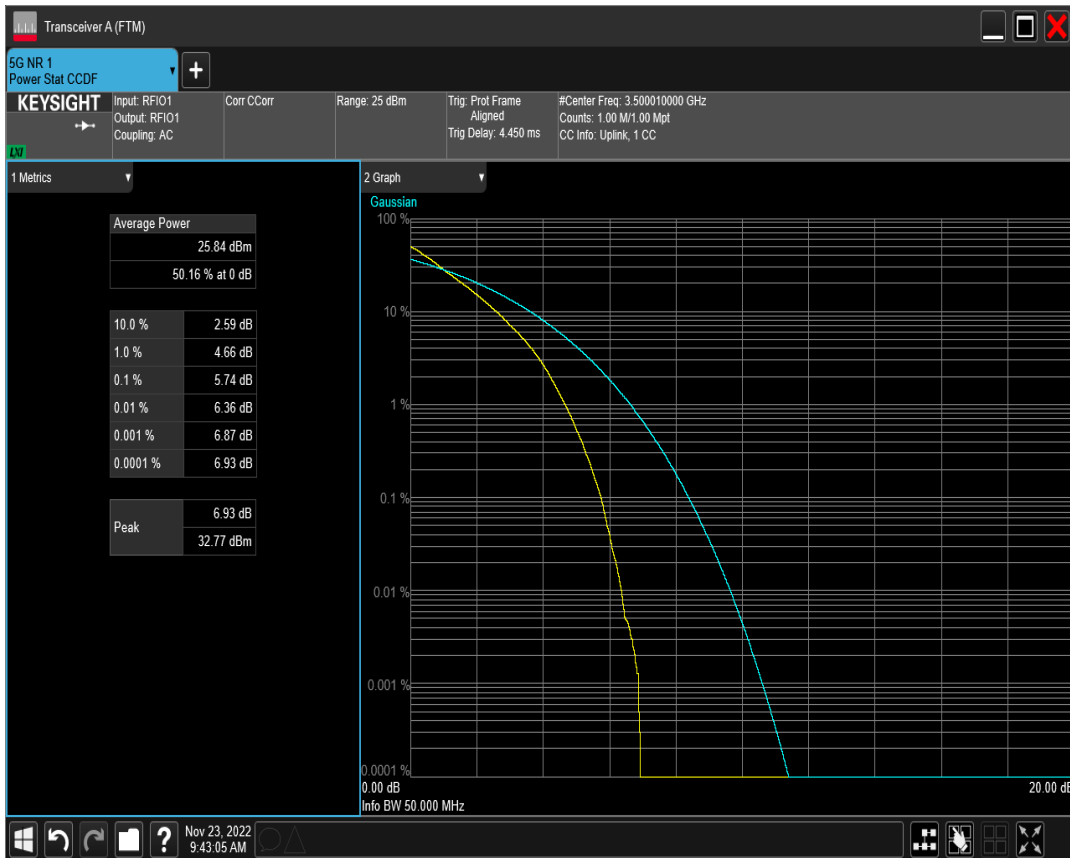 Transceiver A (FTM)
5G NR 1
Power Stat CCDF
+
KEYSIGHT
LXI
Input: RFIO1
Output: RFIO1
Coupling: AC
Corr CCorr
Range: 25 dBm
Trig: Prot Frame
Aligned
Trig Delay: 4.450 ms
#Center Freq: 3.500010000 GHz
Counts: 1.00 M/1.00 Mpt
CC Info: Uplink, 1 CC
1 Metrics
Average Power
25.84 dBm
50.16 % at 0 dB
10.0 % 2.59 dB
1.0 % 4.66 dB
0.1 % 5.74 dB
0.01 % 6.36 dB
0.001 % 6.87 dB
0.0001 % 6.93 dB
Peak
6.93 dB
32.77 dBm
2 Graph
Gaussian
100 %
10 %
1 %
0.1 %
0.01 %
0.001 %
0.0001 %
0.00 dB 20.00 dB
Info BW 50.000 MHz
?
Nov 23, 2022
9:43:05 AM